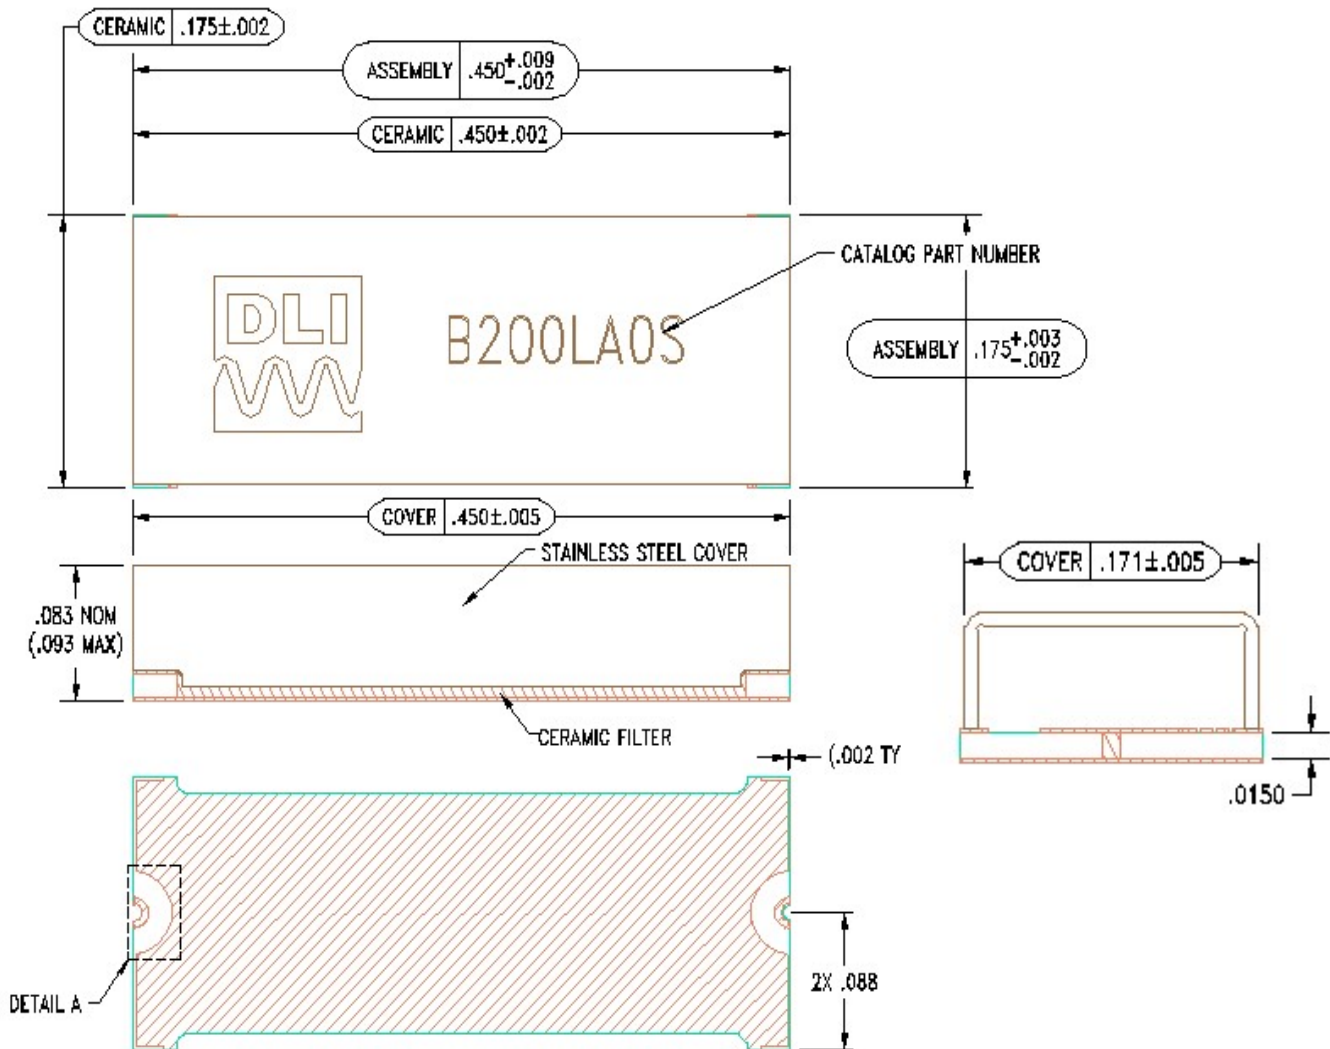 CERAMIC .175±.002
ASSEMBLY .450+.009 -.002
CERAMIC .450±.002
CATALOG PART NUMBER
DLI
B200LA0S
ASSEMBLY .175+.003 -.002
COVER .450±.005
STAINLESS STEEL COVER
COVER .171±.005
.083 NOM
(.093 MAX)
CERAMIC FILTER
(.002 TY
.0150
2X .088
DETAIL A